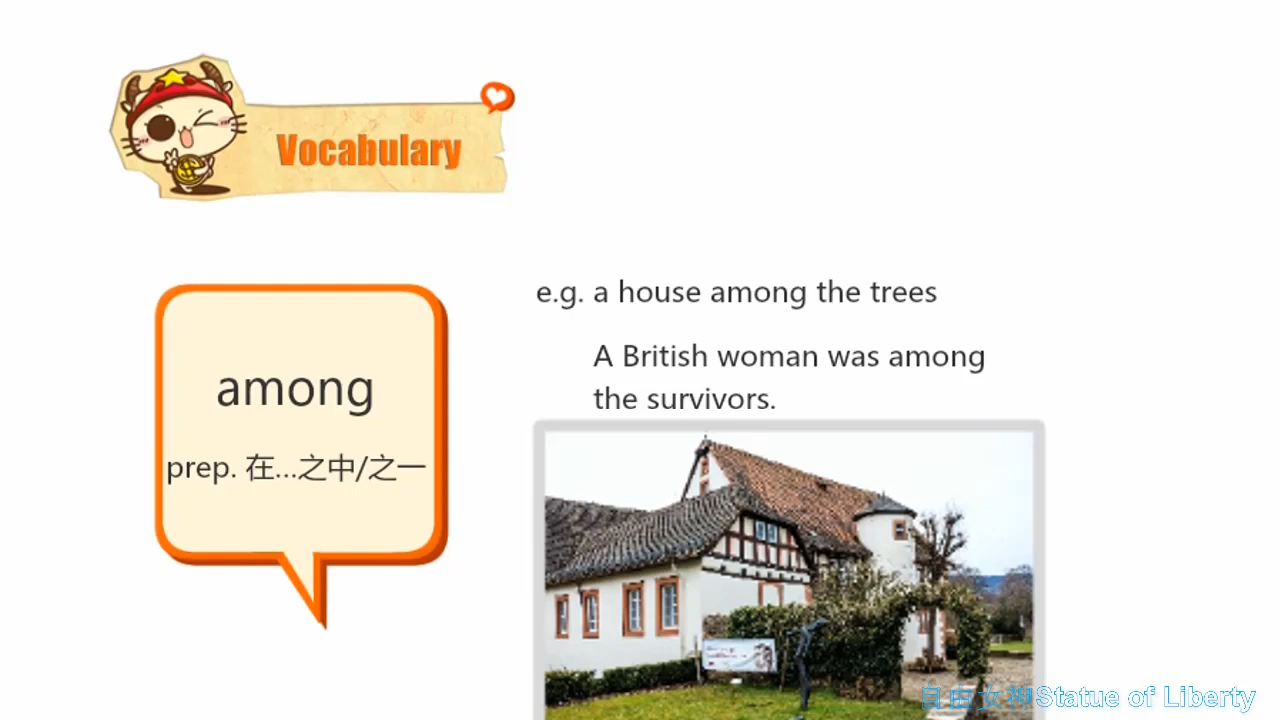 Vocabulary
among
prep. 在…之中/之一
e.g. a house among the trees
A British woman was among
the survivors.
自由女神Statue of Liberty